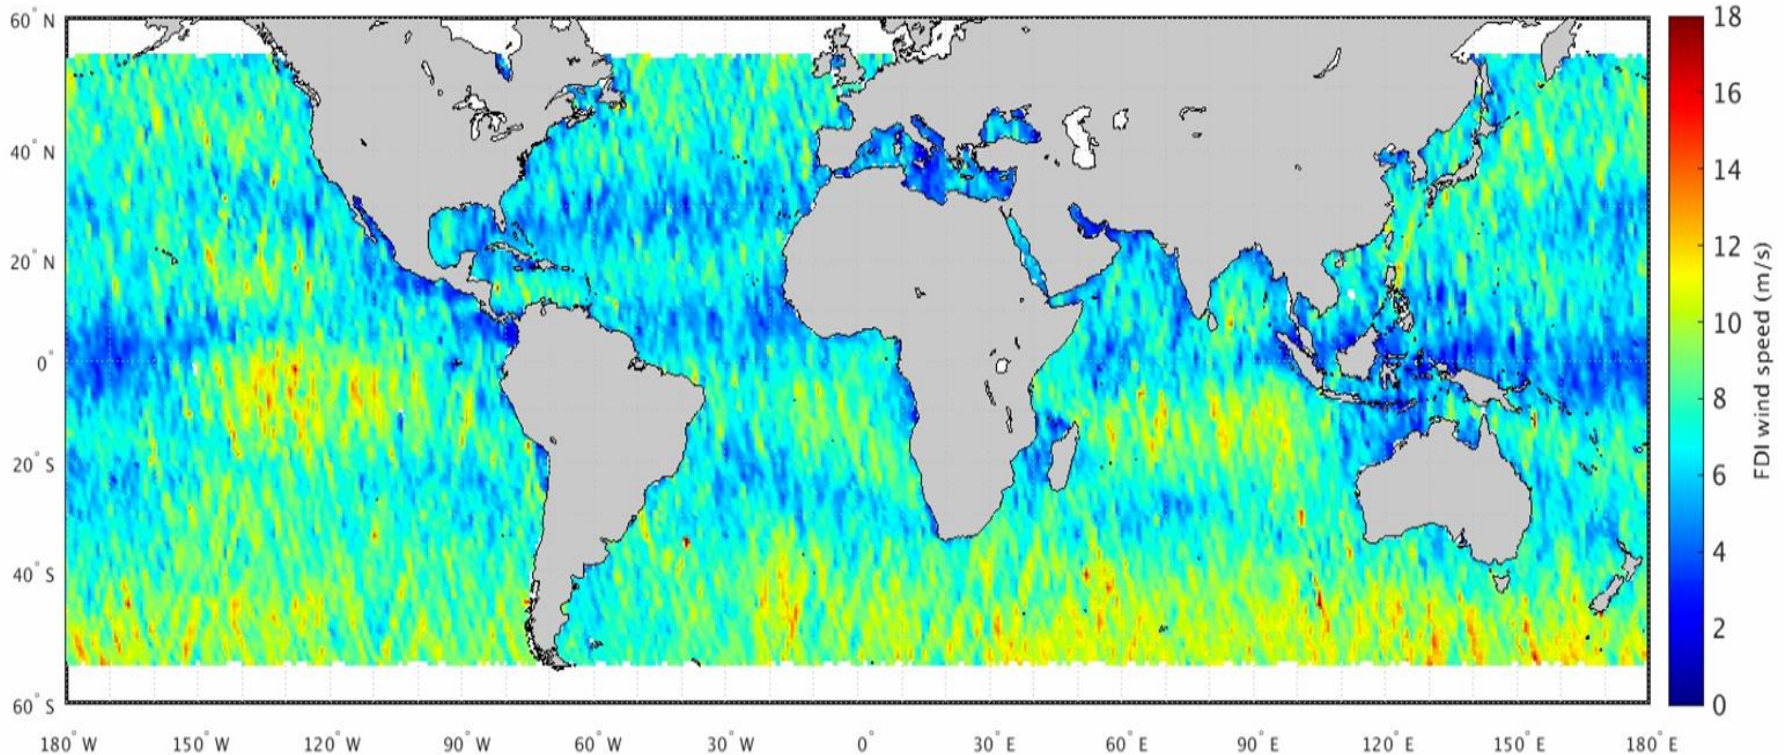 60° N
40° N
20° N
0°
20° S
40° S
60° S
180° W
150° W
120° W
90° W
60° W
30° W
0°
30° E
60° E
90° E
120° E
150° E
180° E
18
16
14
12
10
8
6
4
2
0
FDI wind speed (m/s)